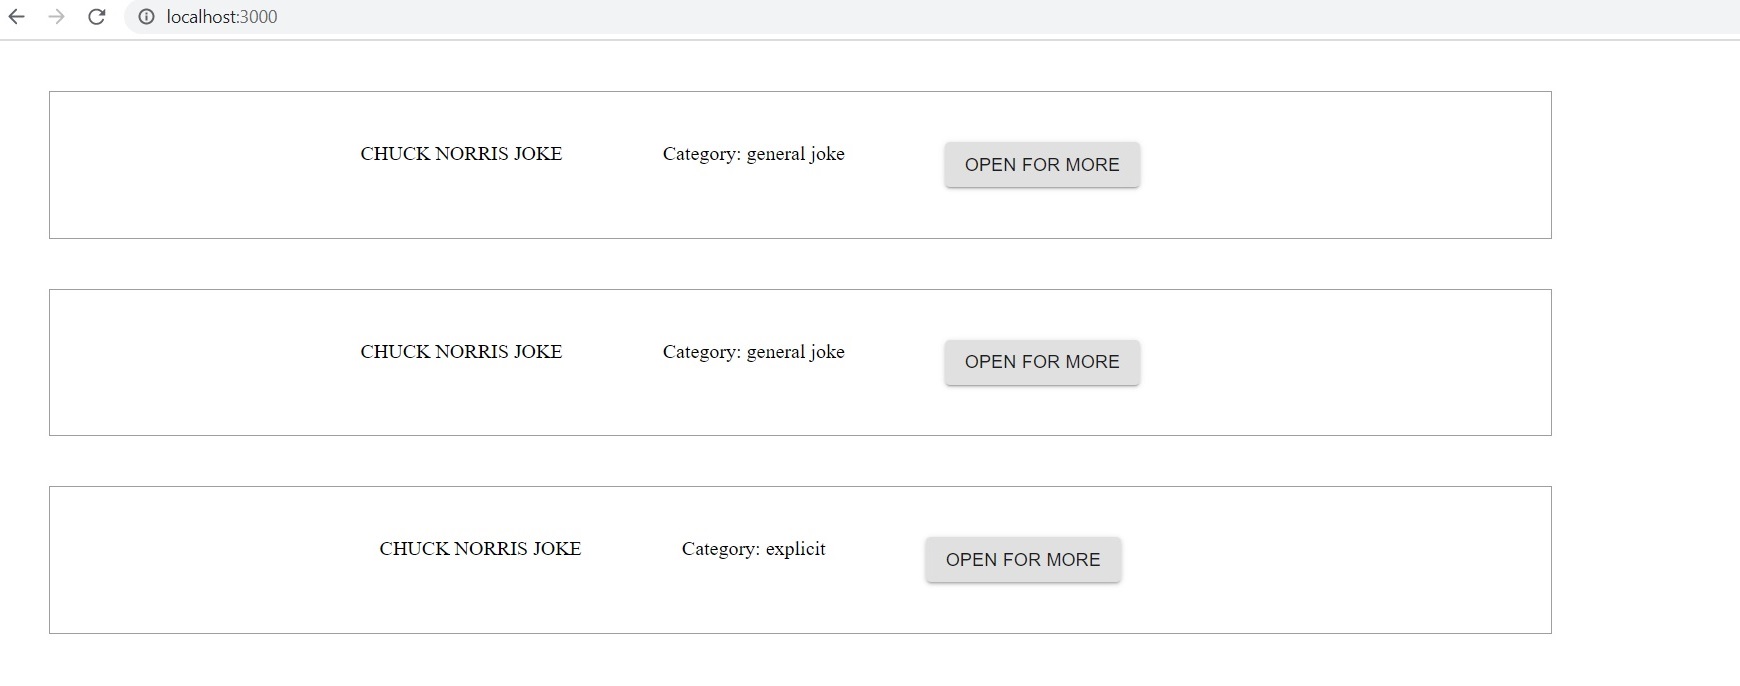 localhost:3000
CHUCK NORRIS JOKE Category: general joke OPEN FOR MORE
CHUCK NORRIS JOKE Category: general joke OPEN FOR MORE
CHUCK NORRIS JOKE Category: explicit OPEN FOR MORE